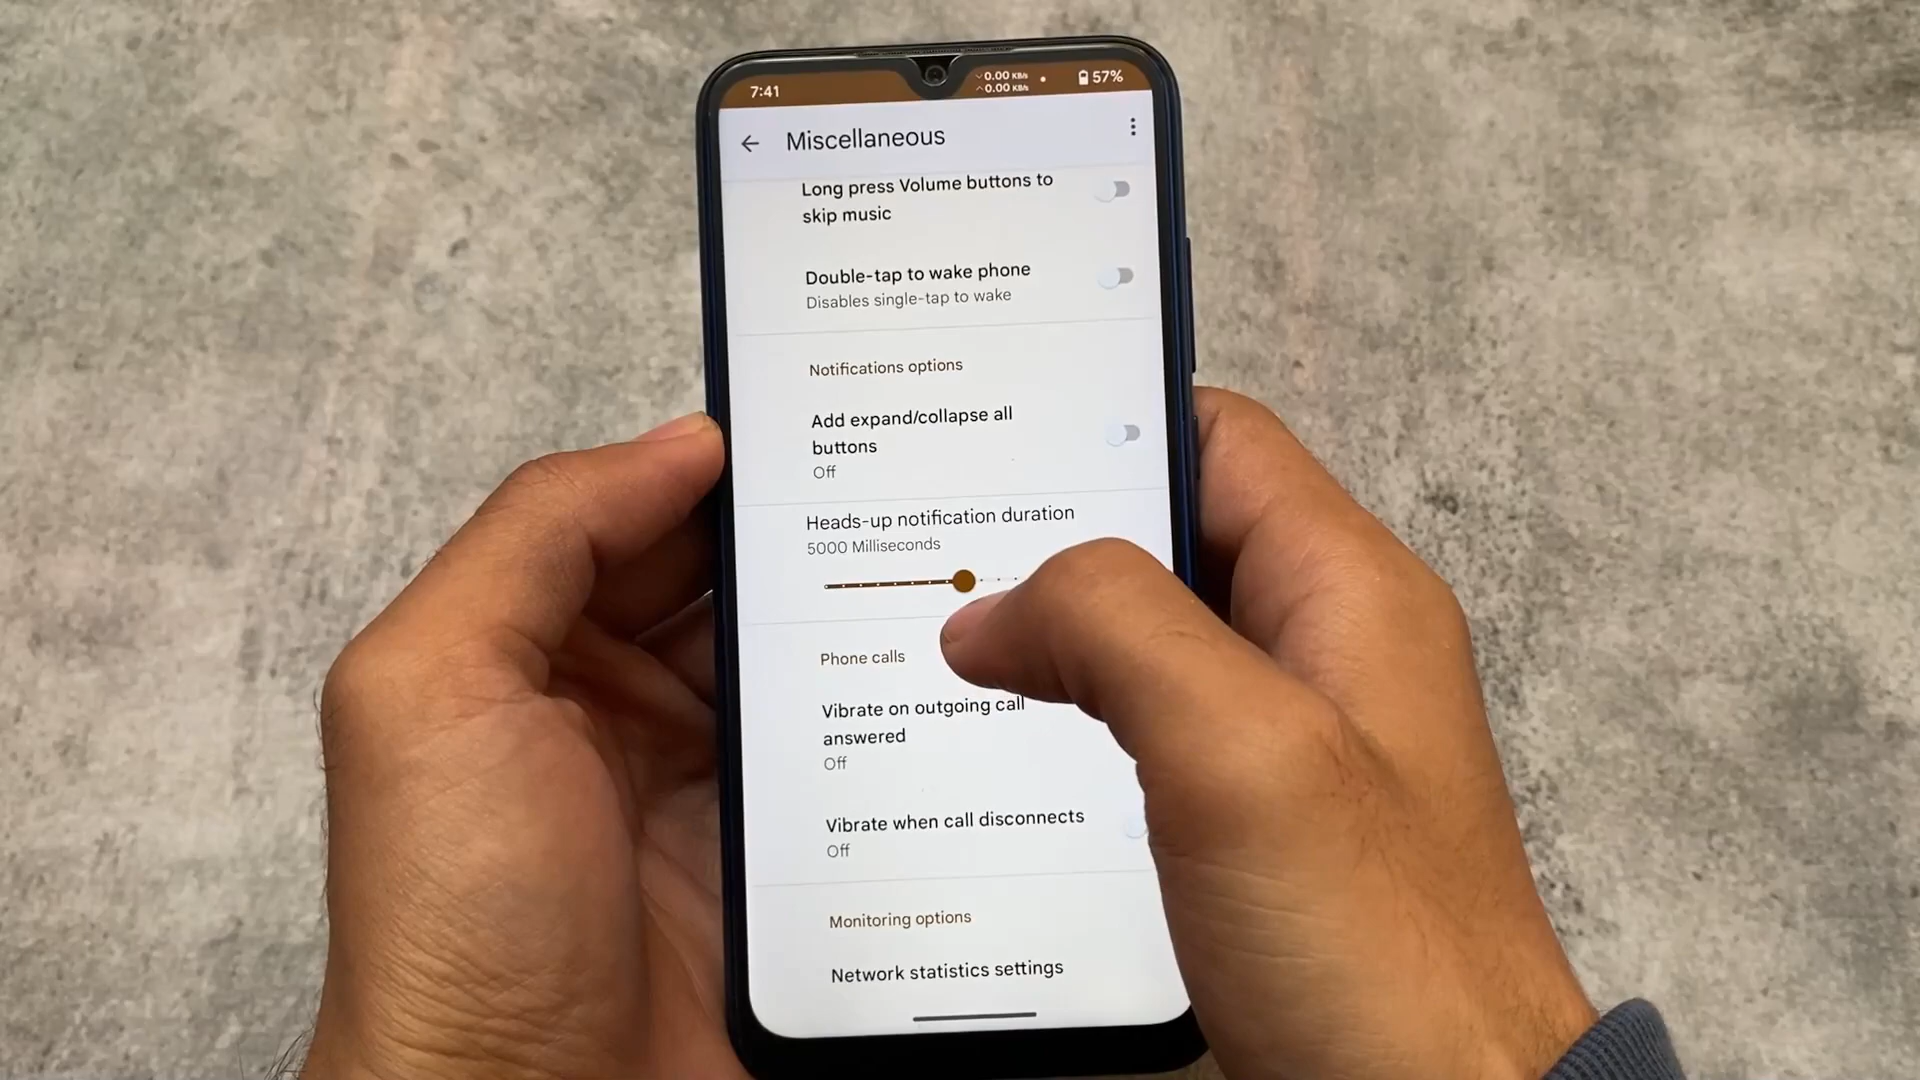 7:41
0.00 KB/s
0.00 KB/s
57%
Miscellaneous
Long press Volume buttons to
skip music
Double-tap to wake phone
Disables single-tap to wake
Notifications options
Add expand/collapse all
buttons
Off
Heads-up notification duration
5000 Milliseconds
Phone calls
Vibrate on outgoing call
answered
Off
Vibrate when call disconnects
Off
Monitoring options
Network statistics settings